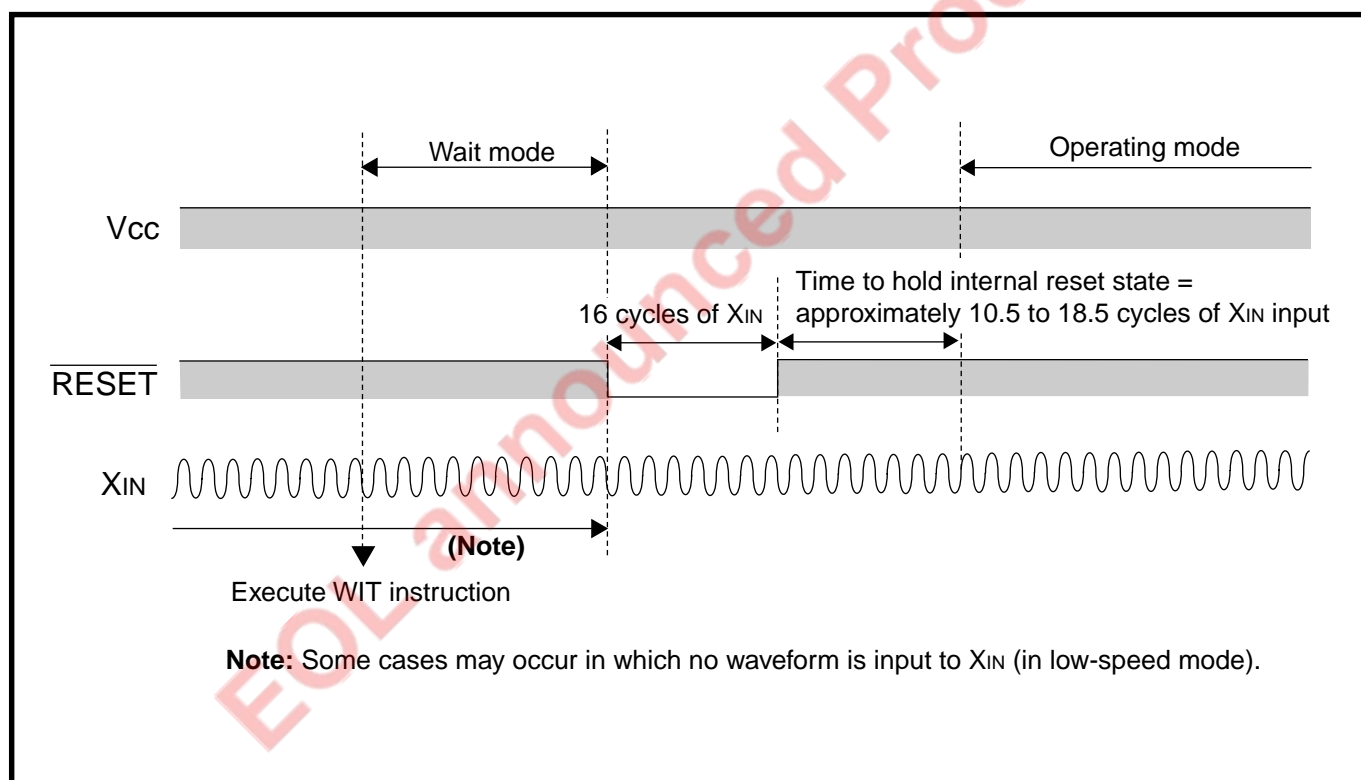 EOL announced Pro
Wait mode
Operating mode
Vcc
Time to hold internal reset state =
16 cycles of XIN
approximately 10.5 to 18.5 cycles of XIN input
RESET
XIN
(Note)
Execute WIT instruction
Note: Some cases may occur in which no waveform is input to XIN (in low-speed mode).